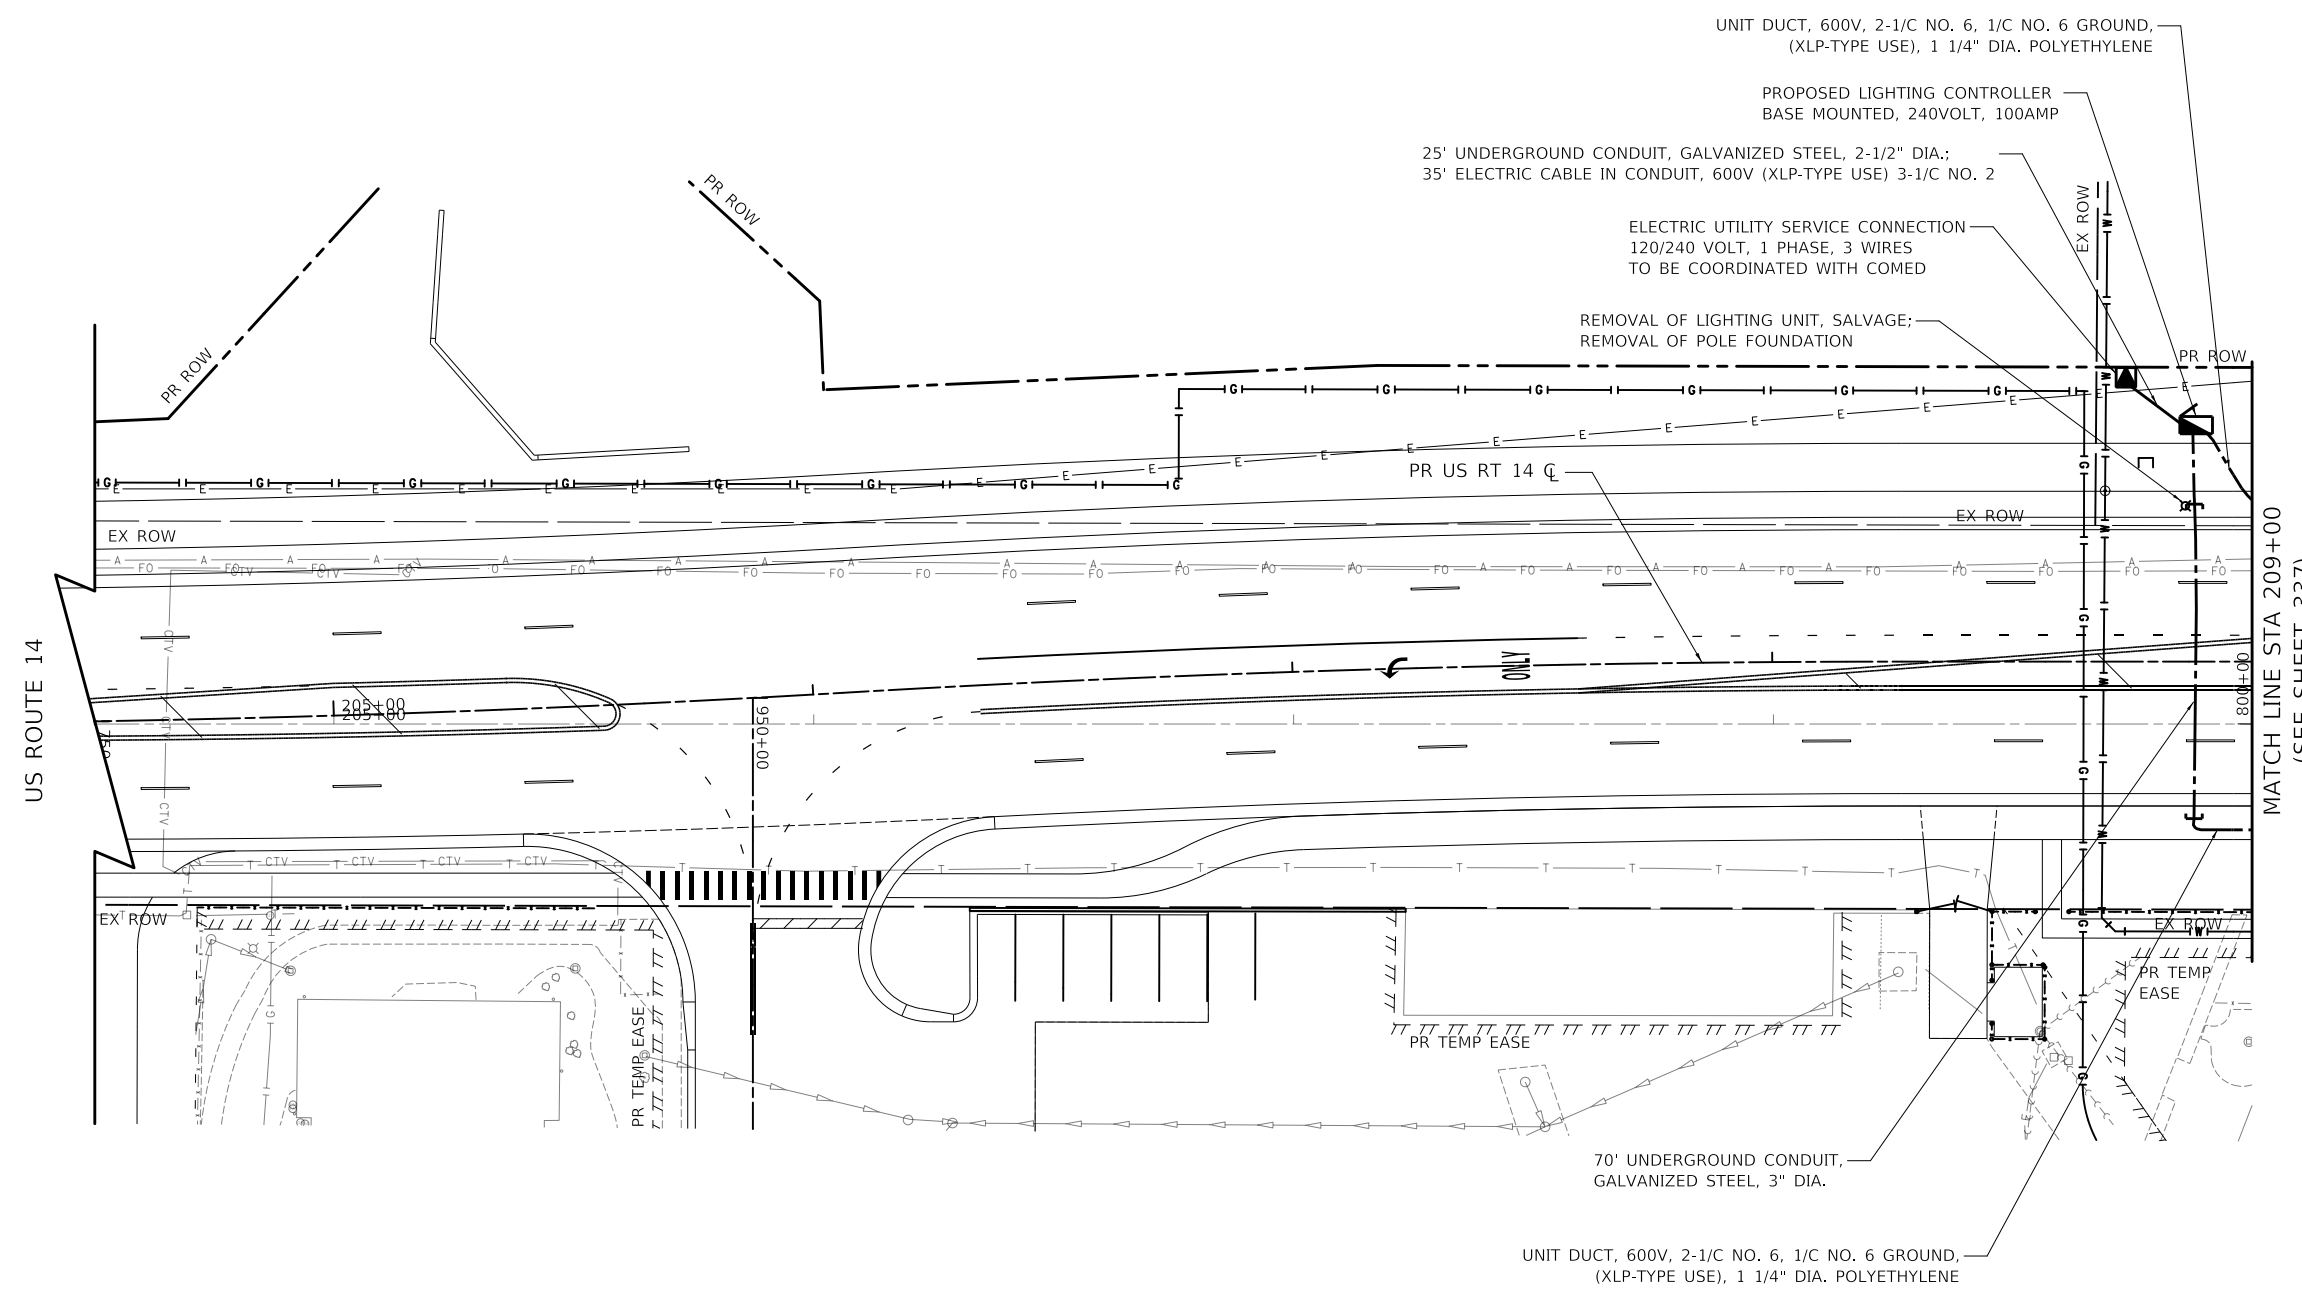 UNIT DUCT, 600V, 2-1/C NO. 6, 1/C NO. 6 GROUND,
(XLP-TYPE USE), 1 1/4" DIA. POLYETHYLENE
PROPOSED LIGHTING CONTROLLER
BASE MOUNTED, 240VOLT, 100AMP
25' UNDERGROUND CONDUIT, GALVANIZED STEEL, 2-1/2" DIA.;
35' ELECTRIC CABLE IN CONDUIT, 600V (XLP-TYPE USE) 3-1/C NO. 2
ELECTRIC UTILITY SERVICE CONNECTION
120/240 VOLT, 1 PHASE, 3 WIRES
TO BE COORDINATED WITH COMED
REMOVAL OF LIGHTING UNIT, SALVAGE;
REMOVAL OF POLE FOUNDATION
PR ROW
PR ROW
EX ROW
PR ROW
PR US RT 14 ℄
EX ROW
EX ROW
US ROUTE 14
ONLY
205+00
205+00
950+00
800+00
MATCH LINE STA 209+00
EX ROW
EX ROW
PR TEMP
EASE
PR TEMP EASE
PR TEMP EASE
70' UNDERGROUND CONDUIT,
GALVANIZED STEEL, 3" DIA.
UNIT DUCT, 600V, 2-1/C NO. 6, 1/C NO. 6 GROUND,
(XLP-TYPE USE), 1 1/4" DIA. POLYETHYLENE